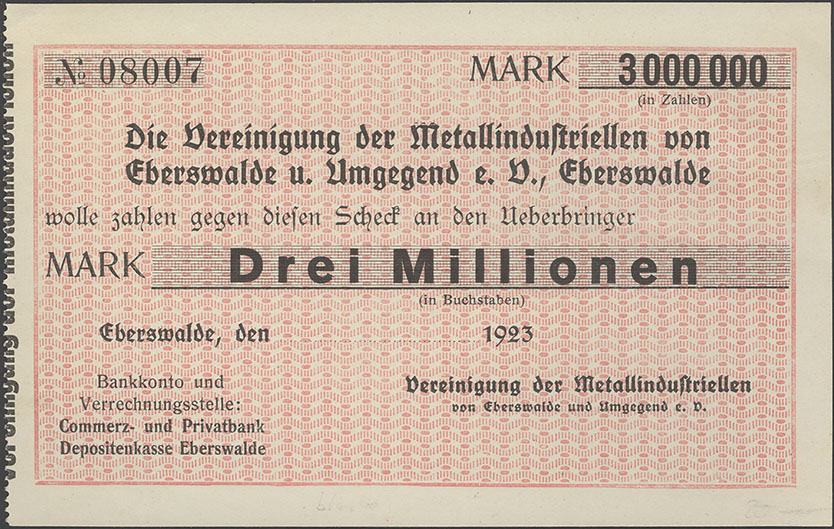 № 08007 MARK 3 000 000
(in Zahlen)
Die Vereinigung der Metallindustriellen von
Eberswalde u. Umgegend e. V., Eberswalde
wolle zahlen gegen diesen Scheck an den Ueberbringer
MARK Drei Millionen
(in Buchstaben)
Eberswalde, den 1923
Bankkonto und
Verrechnungsstelle:
Commerz- und Privatbank
Depositenkasse Eberswalde
Vereinigung der Metallindustriellen
von Eberswalde und Umgegend e. V.